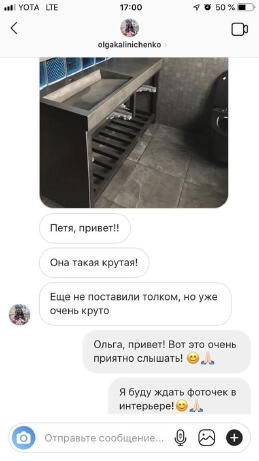 YOTA LTE 17:00 50 %
olgakalinichenko
Петя, привет!!
Она такая крутая!
Еще не поставили толком, но уже
очень круто
Ольга, привет! Вот это очень
приятно слышать! 😊🙏🏻
Я буду ждать фоточек в
интерьере!😊🙏🏻
Отправьте сообщение...